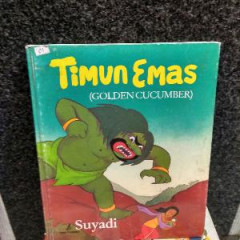 Timun Emas
(GOLDEN CUCUMBER)
Suyadi